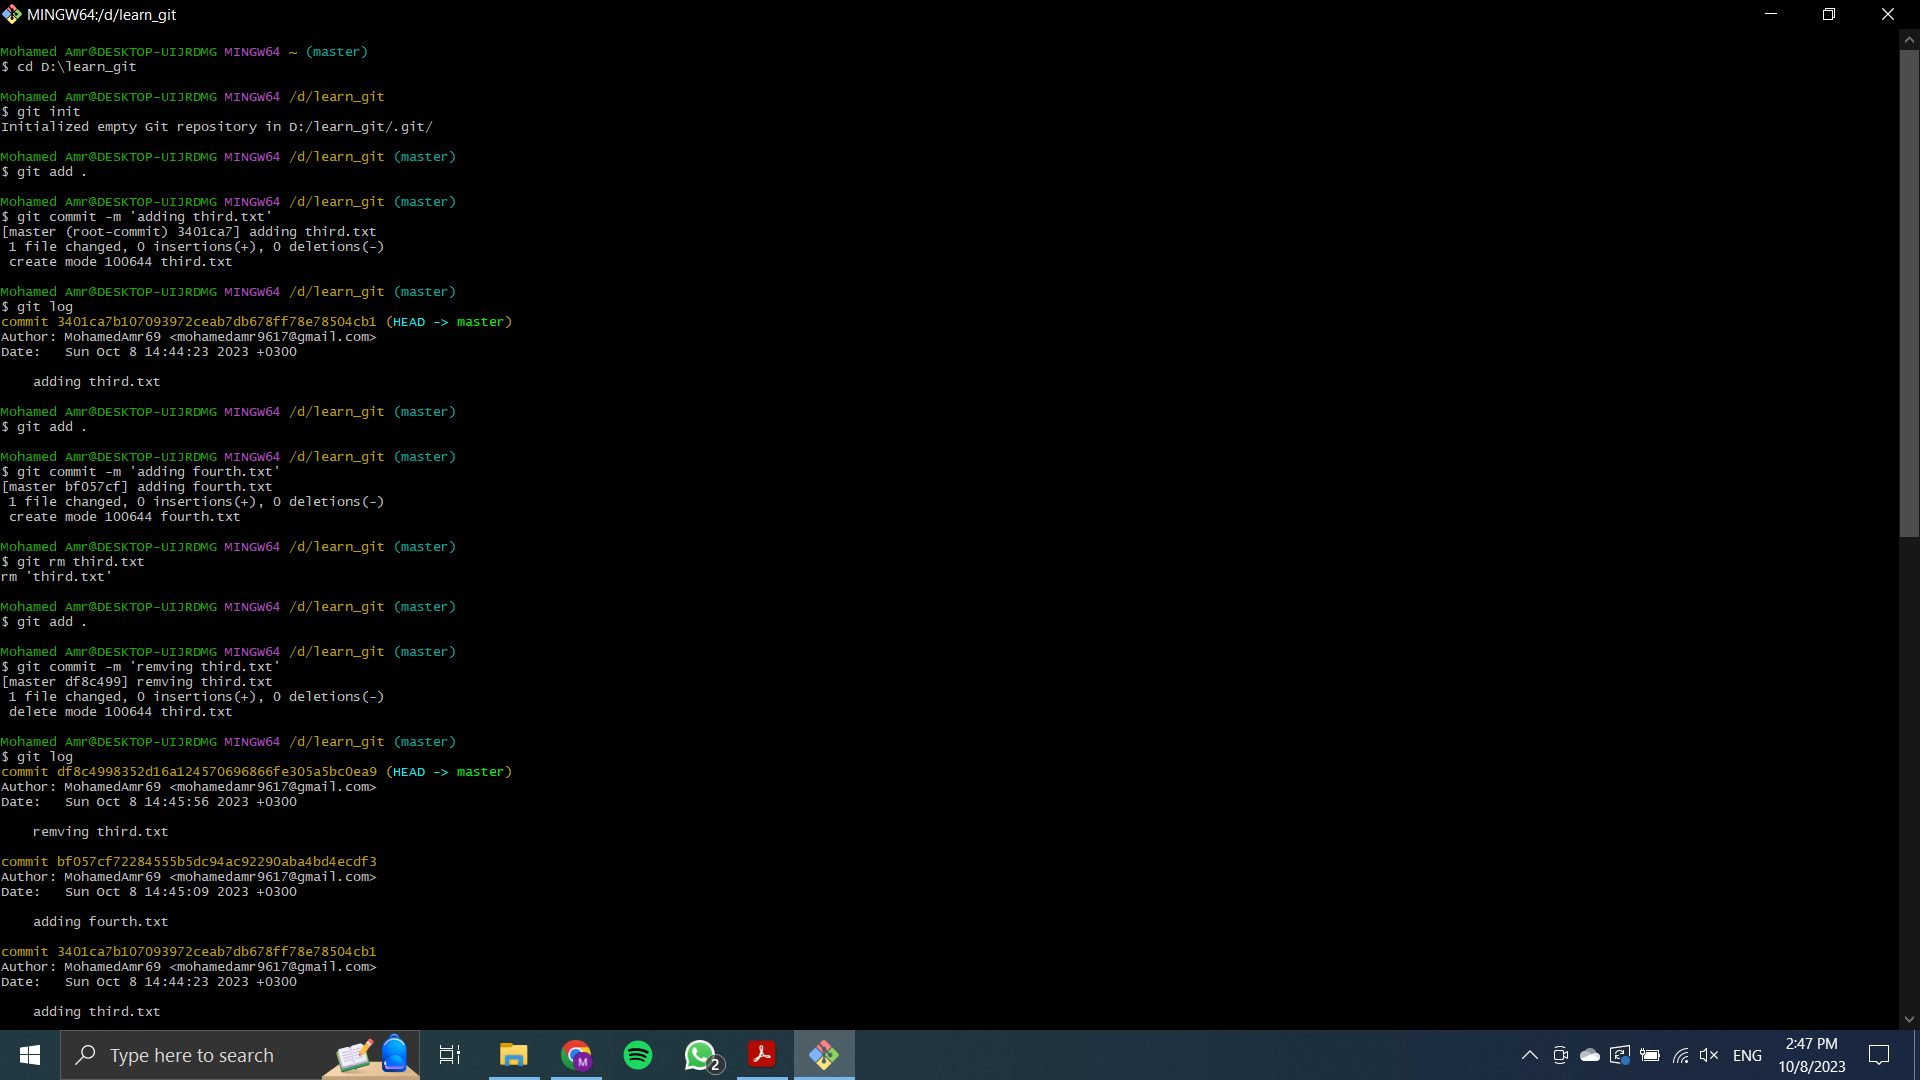 MINGW64:/d/learn_git
Mohamed Amr@DESKTOP-UIJRDMG MINGW64 ~ (master)
$ cd D:\learn_git
Mohamed Amr@DESKTOP-UIJRDMG MINGW64 /d/learn_git
$ git init
Initialized empty Git repository in D:/learn_git/.git/
Mohamed Amr@DESKTOP-UIJRDMG MINGW64 /d/learn_git (master)
$ git add .
Mohamed Amr@DESKTOP-UIJRDMG MINGW64 /d/learn_git (master)
$ git commit -m 'adding third.txt'
[master (root-commit) 3401ca7] adding third.txt
 1 file changed, 0 insertions(+), 0 deletions(-)
 create mode 100644 third.txt
Mohamed Amr@DESKTOP-UIJRDMG MINGW64 /d/learn_git (master)
$ git log
commit 3401ca7b107093972ceab7db678ff78e78504cb1 (HEAD -> master)
Author: MohamedAmr69 <mohamedamr9617@gmail.com>
Date:   Sun Oct 8 14:44:23 2023 +0300
    adding third.txt
Mohamed Amr@DESKTOP-UIJRDMG MINGW64 /d/learn_git (master)
$ git add .
Mohamed Amr@DESKTOP-UIJRDMG MINGW64 /d/learn_git (master)
$ git commit -m 'adding fourth.txt'
[master bf057cf] adding fourth.txt
 1 file changed, 0 insertions(+), 0 deletions(-)
 create mode 100644 fourth.txt
Mohamed Amr@DESKTOP-UIJRDMG MINGW64 /d/learn_git (master)
$ git rm third.txt
rm 'third.txt'
Mohamed Amr@DESKTOP-UIJRDMG MINGW64 /d/learn_git (master)
$ git add .
Mohamed Amr@DESKTOP-UIJRDMG MINGW64 /d/learn_git (master)
$ git commit -m 'remving third.txt'
[master df8c499] remving third.txt
 1 file changed, 0 insertions(+), 0 deletions(-)
 delete mode 100644 third.txt
Mohamed Amr@DESKTOP-UIJRDMG MINGW64 /d/learn_git (master)
$ git log
commit df8c4998352d16a124570696866fe305a5bc0ea9 (HEAD -> master)
Author: MohamedAmr69 <mohamedamr9617@gmail.com>
Date:   Sun Oct 8 14:45:56 2023 +0300
    remving third.txt
commit bf057cf72284555b5dc94ac92290aba4bd4ecdf3
Author: MohamedAmr69 <mohamedamr9617@gmail.com>
Date:   Sun Oct 8 14:45:09 2023 +0300
    adding fourth.txt
commit 3401ca7b107093972ceab7db678ff78e78504cb1
Author: MohamedAmr69 <mohamedamr9617@gmail.com>
Date:   Sun Oct 8 14:44:23 2023 +0300
    adding third.txt
Type here to search
M
2
ENG
2:47 PM
10/8/2023